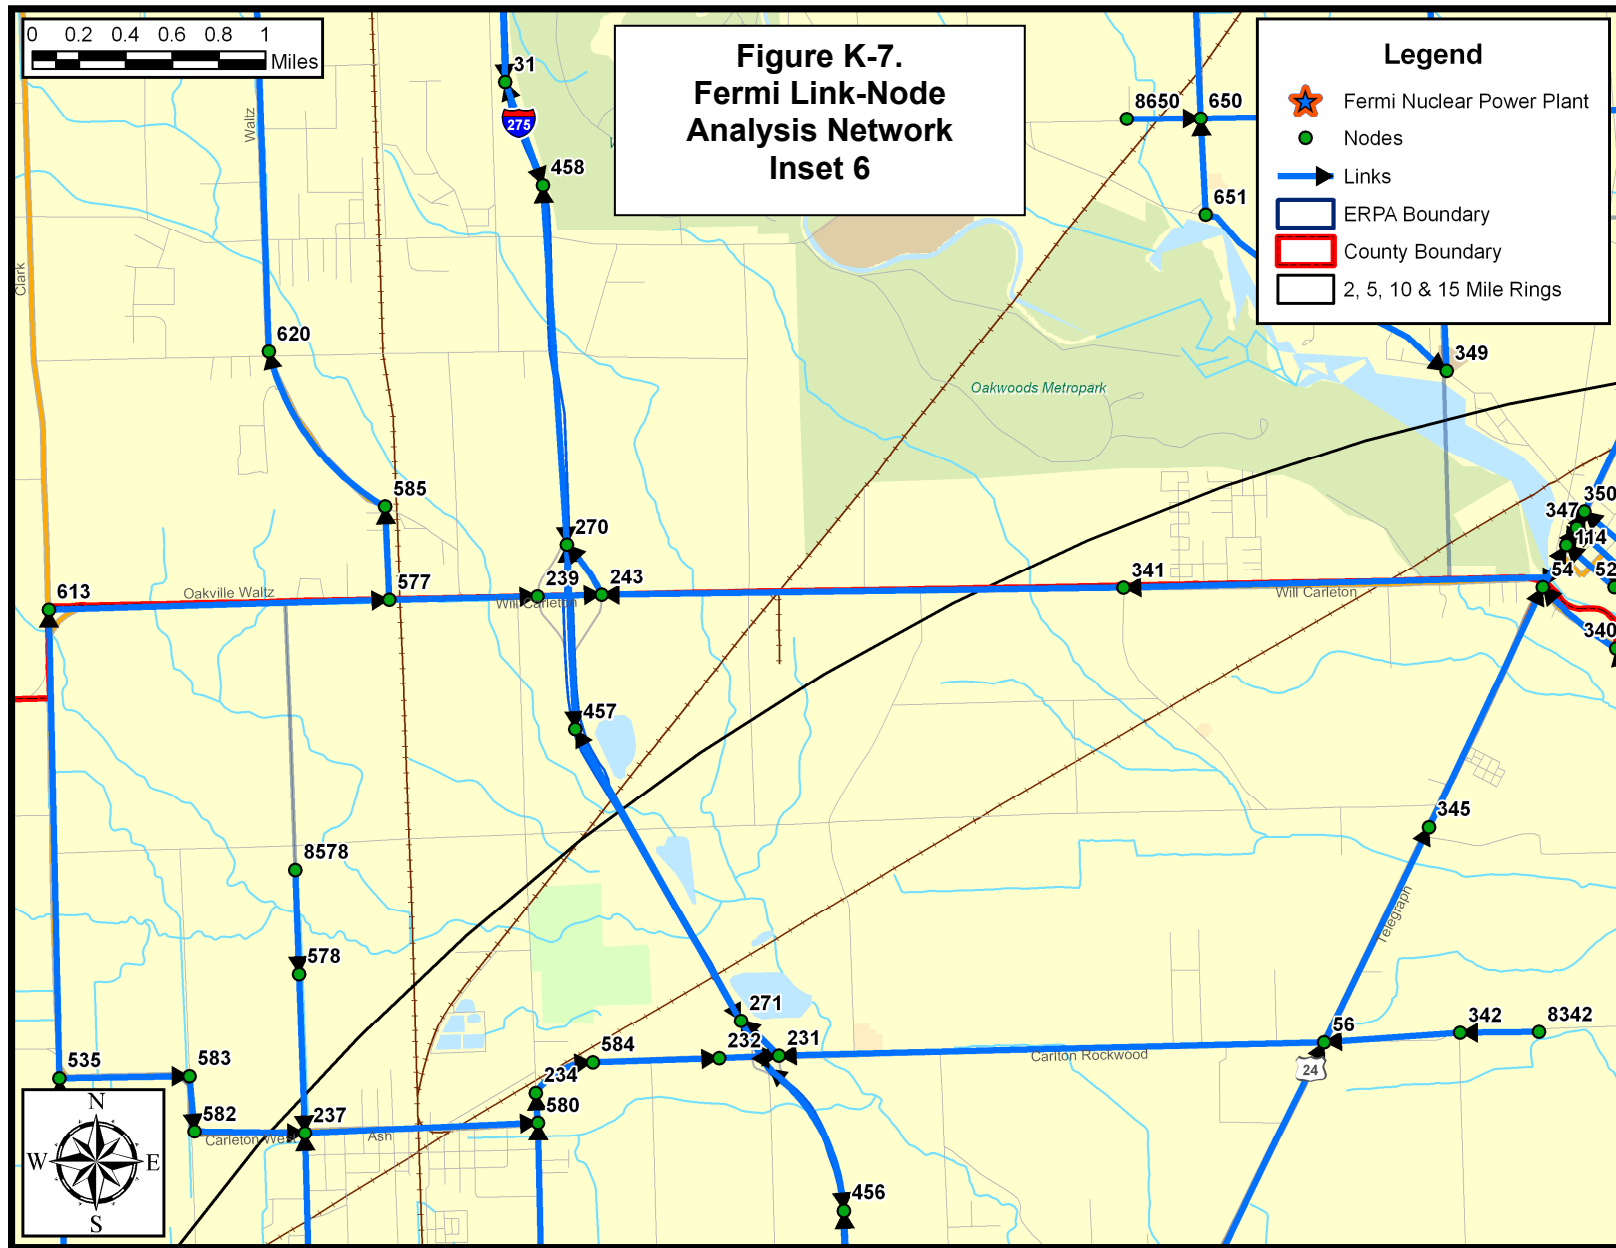 0 0.2 0.4 0.6 0.8 1
Miles
Figure K-7.
Fermi Link-Node
Analysis Network
Inset 6
Legend
Fermi Nuclear Power Plant
Nodes
Links
ERPA Boundary
County Boundary
2, 5, 10 & 15 Mile Rings
31
275
8650
650
Waltz
458
651
Clark
620
349
Oakwoods Metropark
585
350
347
270
114
613
Oakville Waltz
577
239
243
Will Carleton
341
Will Carleton
54
52
340
457
345
8578
Telegraph
578
271
535
583
584
232
231
Carlton Rockwood
56
342
8342
24
234
582
Carleton West
237
Ash
580
456
N
W
E
S